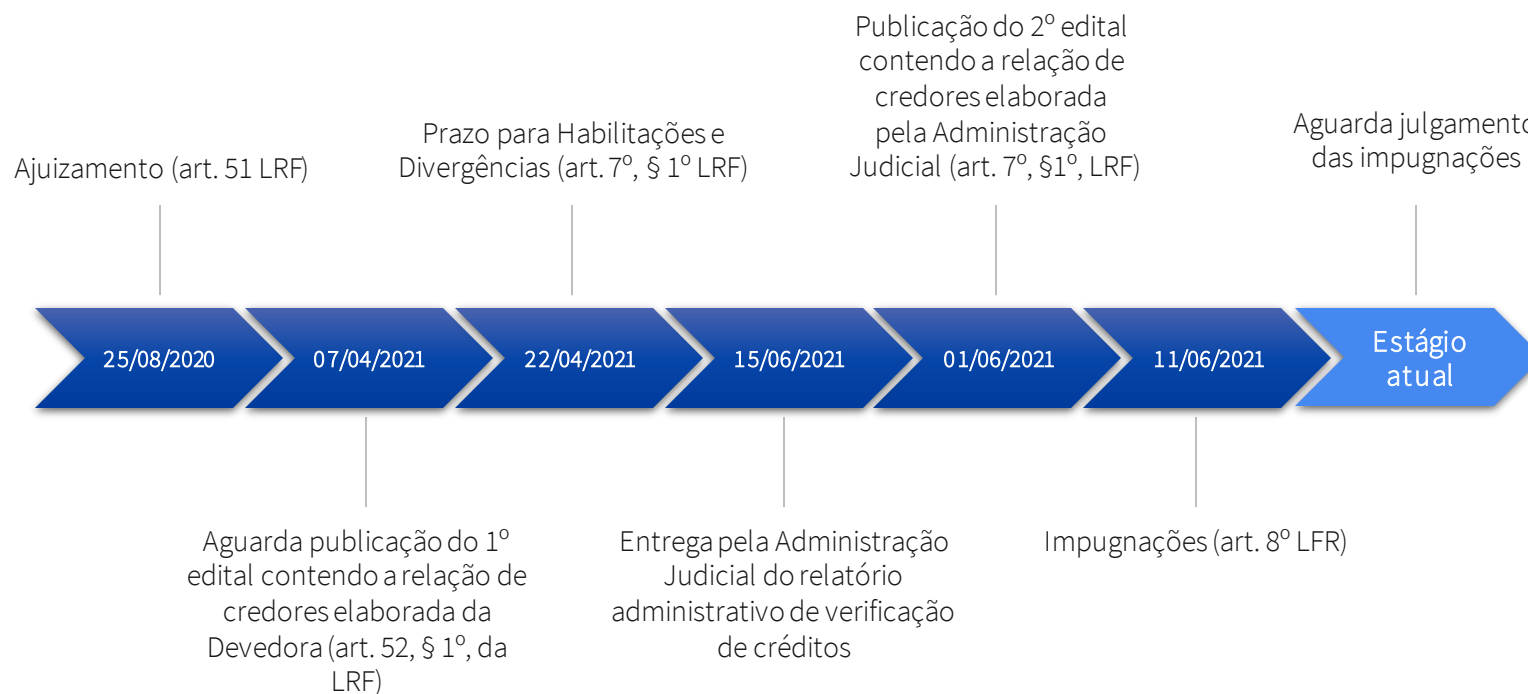 Ajuizamento (art. 51 LRF)
Prazo para Habilitações e
Divergências (art. 7º, § 1º LRF)
Publicação do 2º edital
contendo a relação de
credores elaborada
pela Administração
Judicial (art. 7º, §1º, LRF)
Aguarda julgamento
das impugnações
25/08/2020
07/04/2021
22/04/2021
15/06/2021
01/06/2021
11/06/2021
Estágio
atual
Aguarda publicação do 1º
edital contendo a relação de
credores elaborada da
Devedora (art. 52, § 1º, da
LRF)
Entrega pela Administração
Judicial do relatório
administrativo de verificação
de créditos
Impugnações (art. 8º LFR)